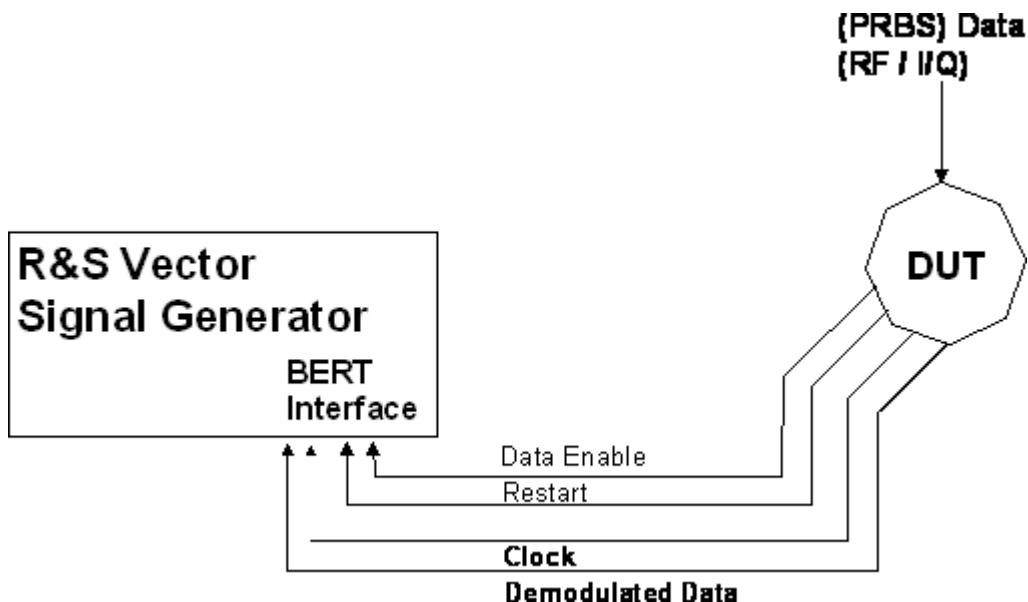 (PRBS) Data
(RF / I/Q)
R&S Vector
Signal Generator
DUT
BERT
Interface
Data Enable
Restart
Clock
Demodulated Data